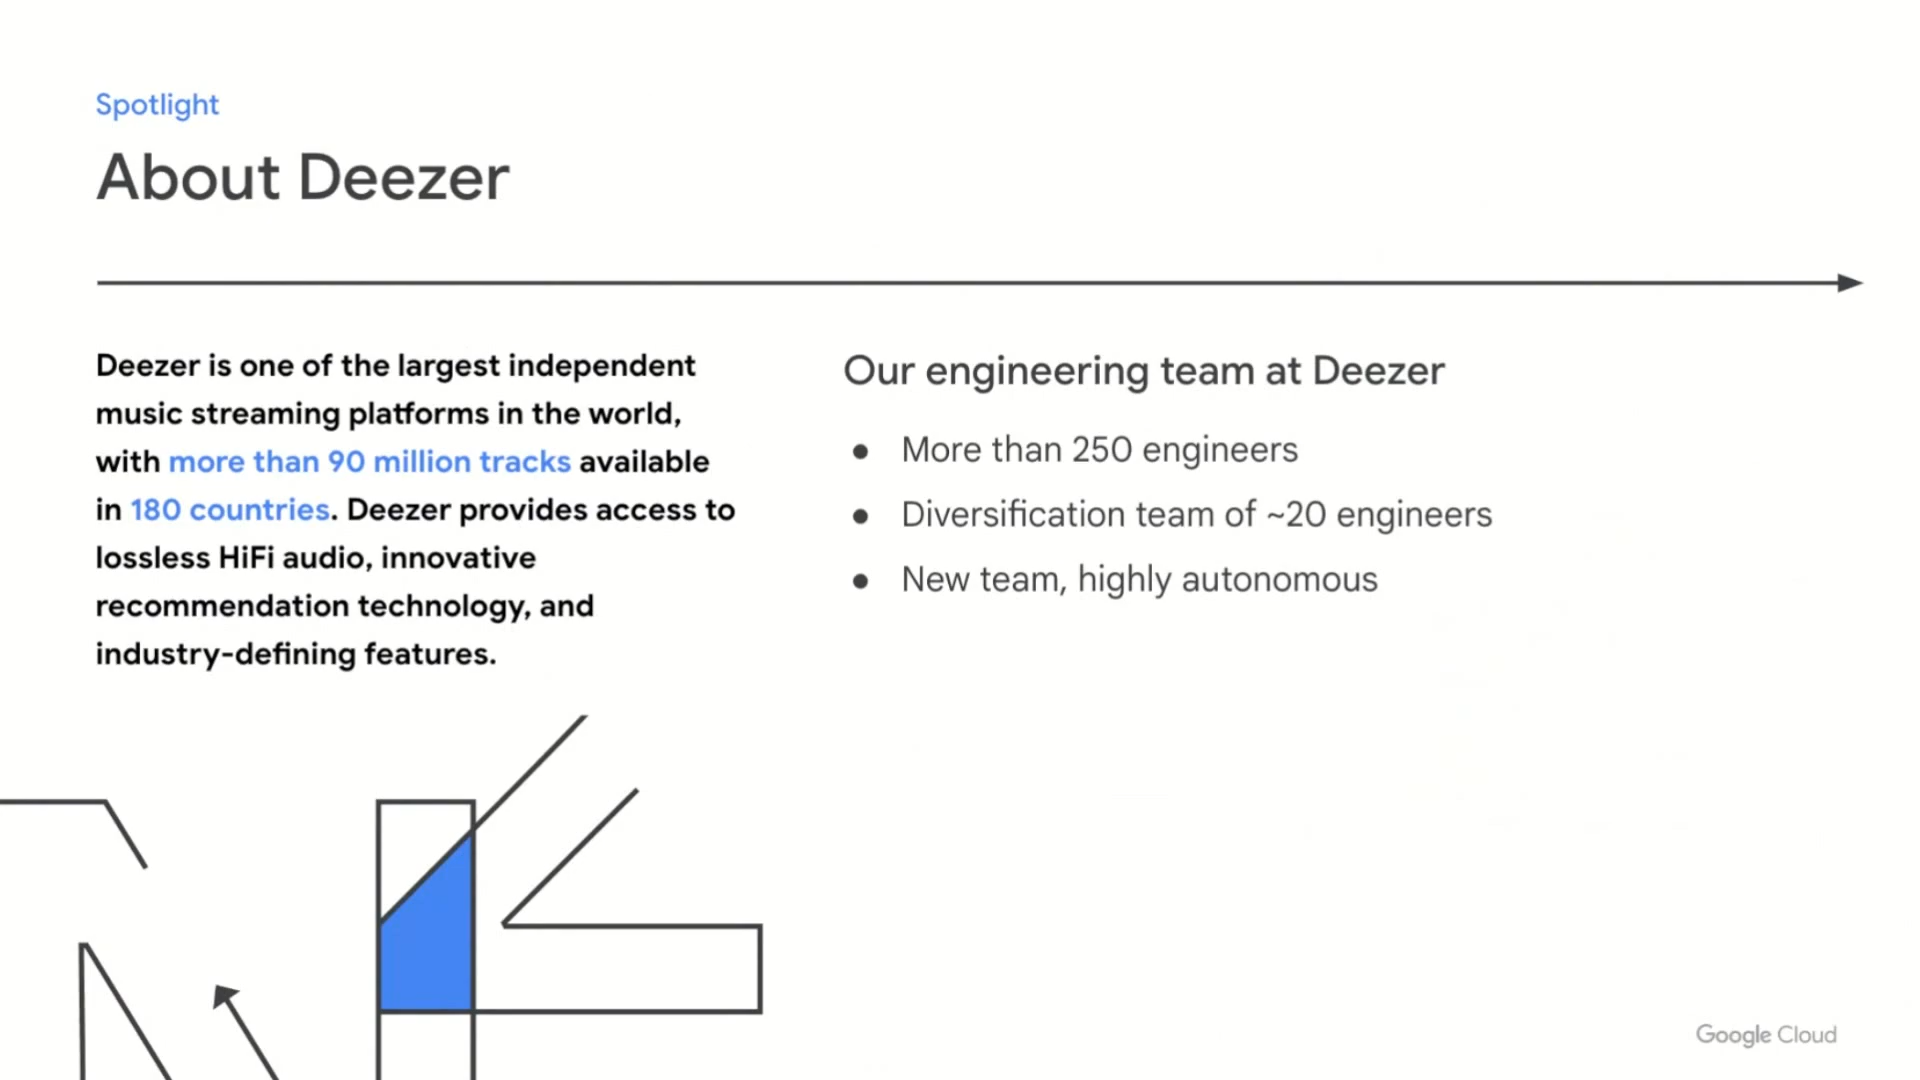 Spotlight
About Deezer
Deezer is one of the largest independent
music streaming platforms in the world,
with more than 90 million tracks available
in 180 countries. Deezer provides access to
lossless HiFi audio, innovative
recommendation technology, and
industry-defining features.
Our engineering team at Deezer
● More than 250 engineers
● Diversification team of ~20 engineers
● New team, highly autonomous
Google Cloud